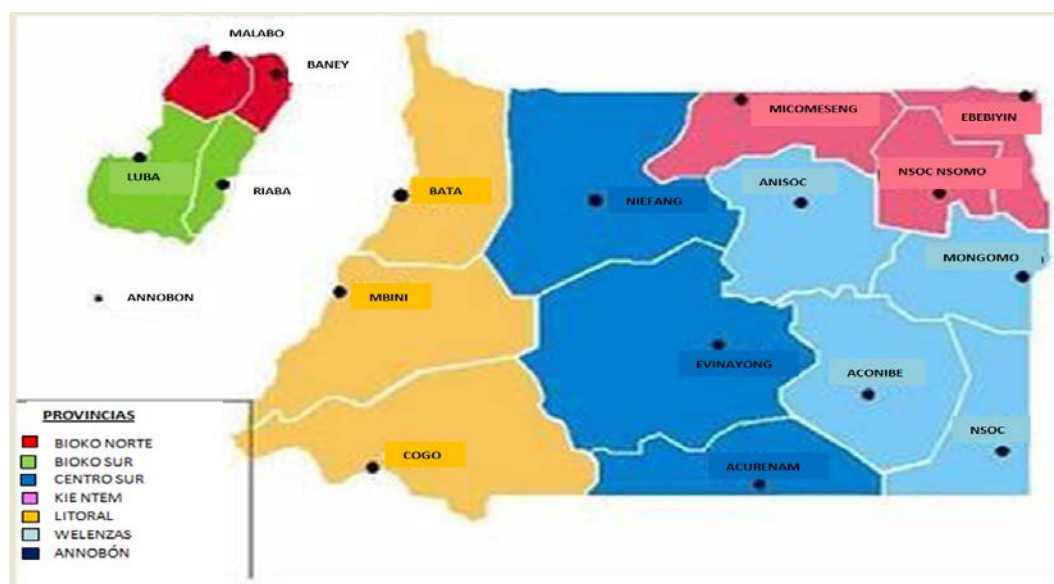 MALABO
BANEY
MICOMESENG
EBEBIYIN
LUBA
RIABA
BATA
NIEFANG
ANISOC
NSOC NSOMO
MONGOMO
ANNOBON
MBINI
EVINAYONG
ACONIBE
NSOC
COGO
ACURENAM
PROVINCIAS
BIOKO NORTE
BIOKO SUR
CENTRO SUR
KIE NTEM
LITORAL
WELENZAS
ANNOBÓN